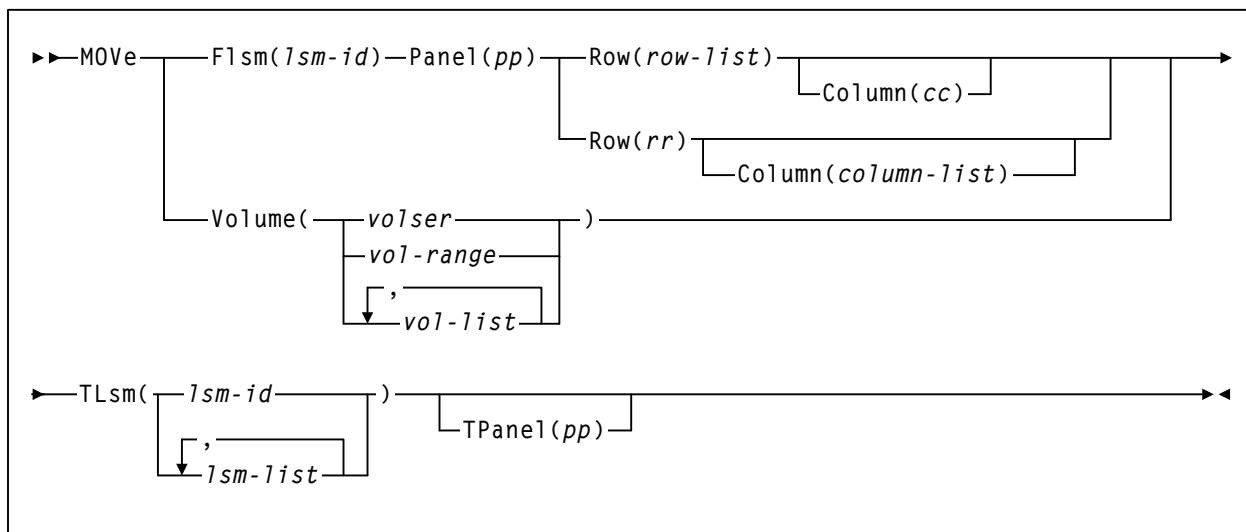 MOVe Flsm(lsm-id) Panel(pp) Row(row-list)
Column(cc)
Row(rr)
Column(column-list)
Volume( volser )
vol-range
,
vol-list
TLsm( lsm-id )
TPanel(pp)
,
lsm-list